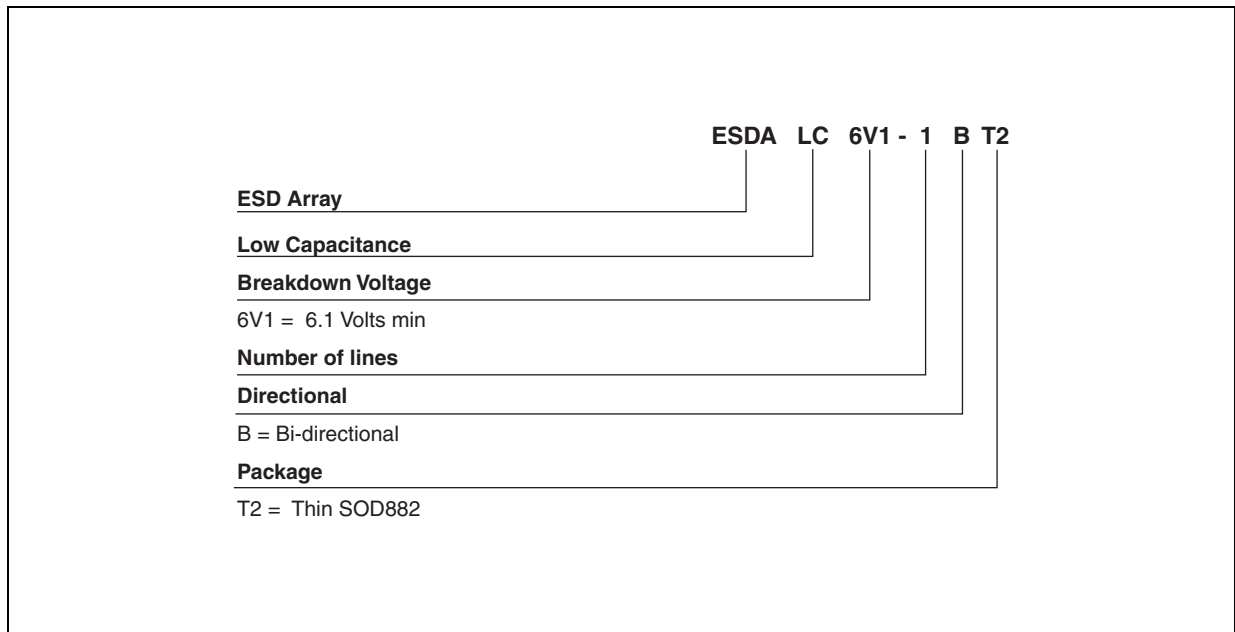 ESDA LC 6V1 - 1 B T2
ESD Array
Low Capacitance
Breakdown Voltage
6V1 = 6.1 Volts min
Number of lines
Directional
B = Bi-directional
Package
T2 = Thin SOD882